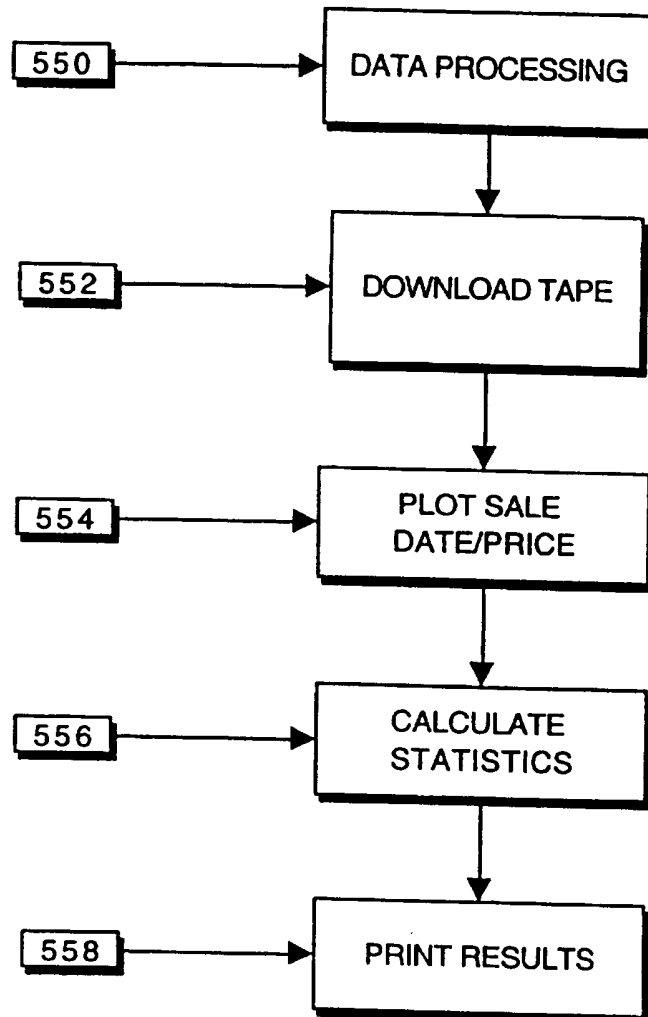 550
DATA PROCESSING
552
DOWNLOAD TAPE
554
PLOT SALE
DATE/PRICE
556
CALCULATE
STATISTICS
558
PRINT RESULTS